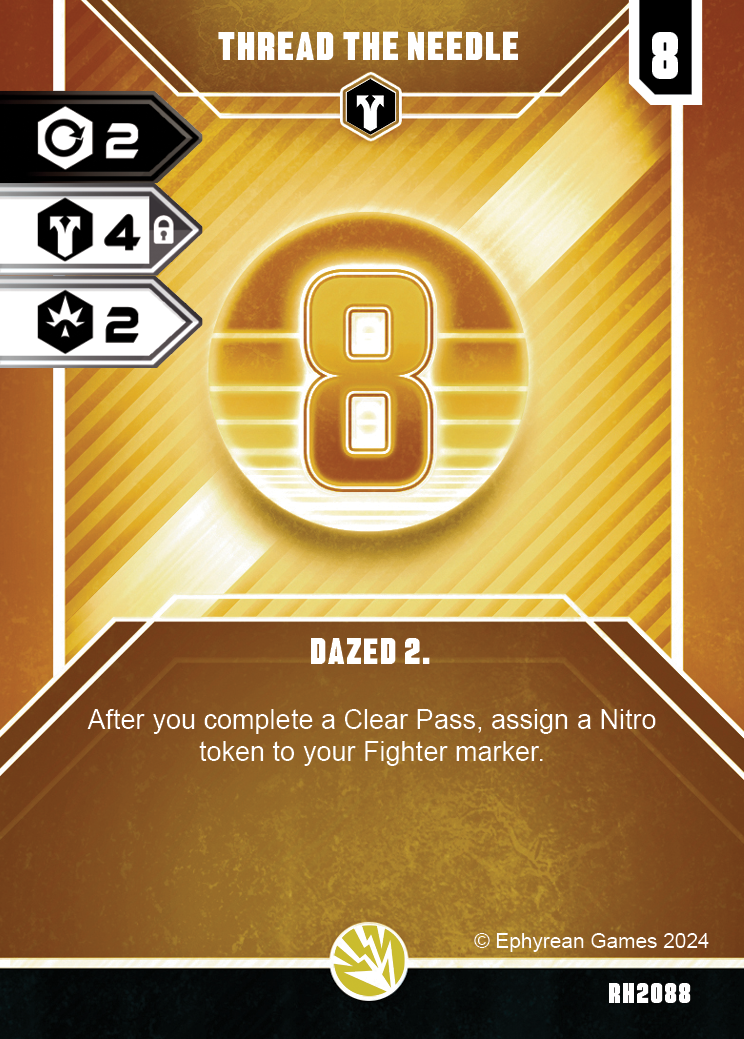 THREAD THE NEEDLE
8
2
4
2
8
DAZED 2.
After you complete a Clear Pass, assign a Nitro
token to your Fighter marker.
© Ephyrean Games 2024
RH2088